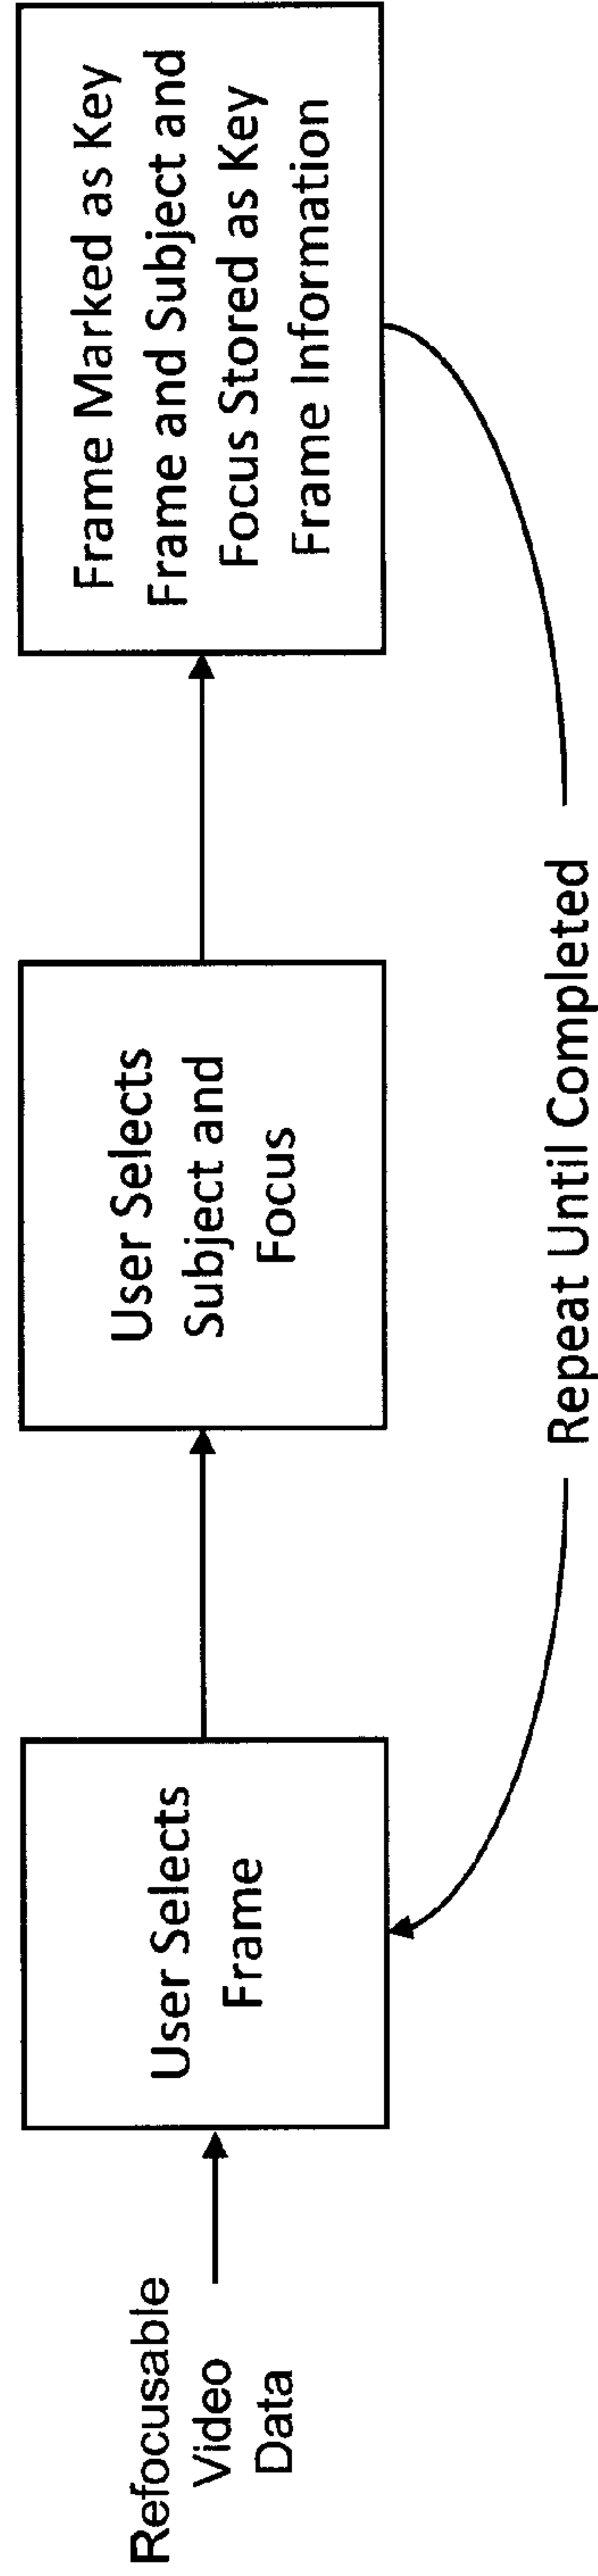 Refocusable
Video
Data
User Selects
Frame
User Selects
Subject and
Focus
Frame Marked as Key
Frame and Subject and
Focus Stored as Key
Frame Information
Repeat Until Completed